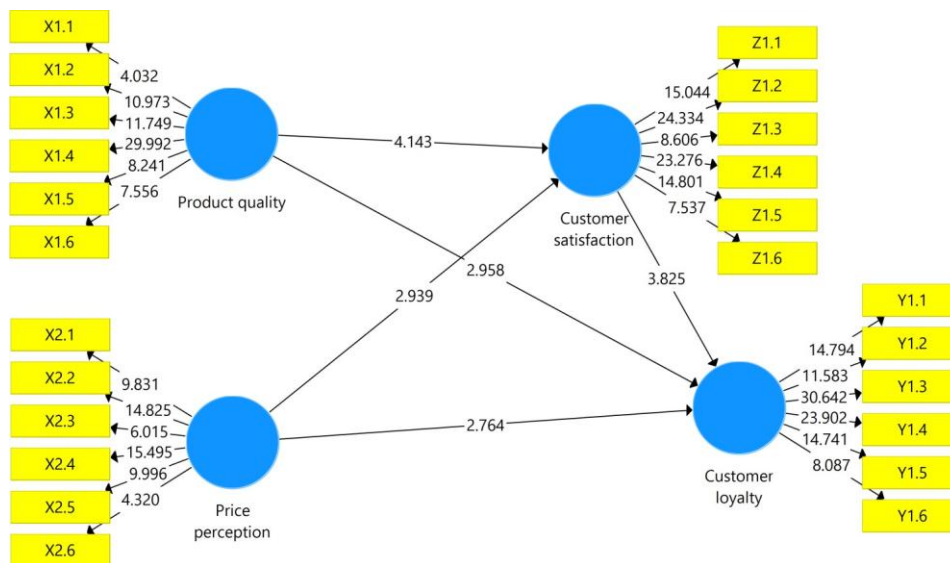 X1.1
X1.2
X1.3
X1.4
X1.5
X1.6
4.032
10.973
11.749
29.992
8.241
7.556
Product quality
4.143
2.958
Z1.1
Z1.2
Z1.3
Z1.4
Z1.5
Z1.6
15.044
24.334
8.606
23.276
14.801
7.537
Customer
satisfaction
3.825
X2.1
X2.2
X2.3
X2.4
X2.5
X2.6
9.831
14.825
6.015
15.495
9.996
4.320
Price
perception
2.939
2.764
Y1.1
Y1.2
Y1.3
Y1.4
Y1.5
Y1.6
14.794
11.583
30.642
23.902
14.741
8.087
Customer
loyalty